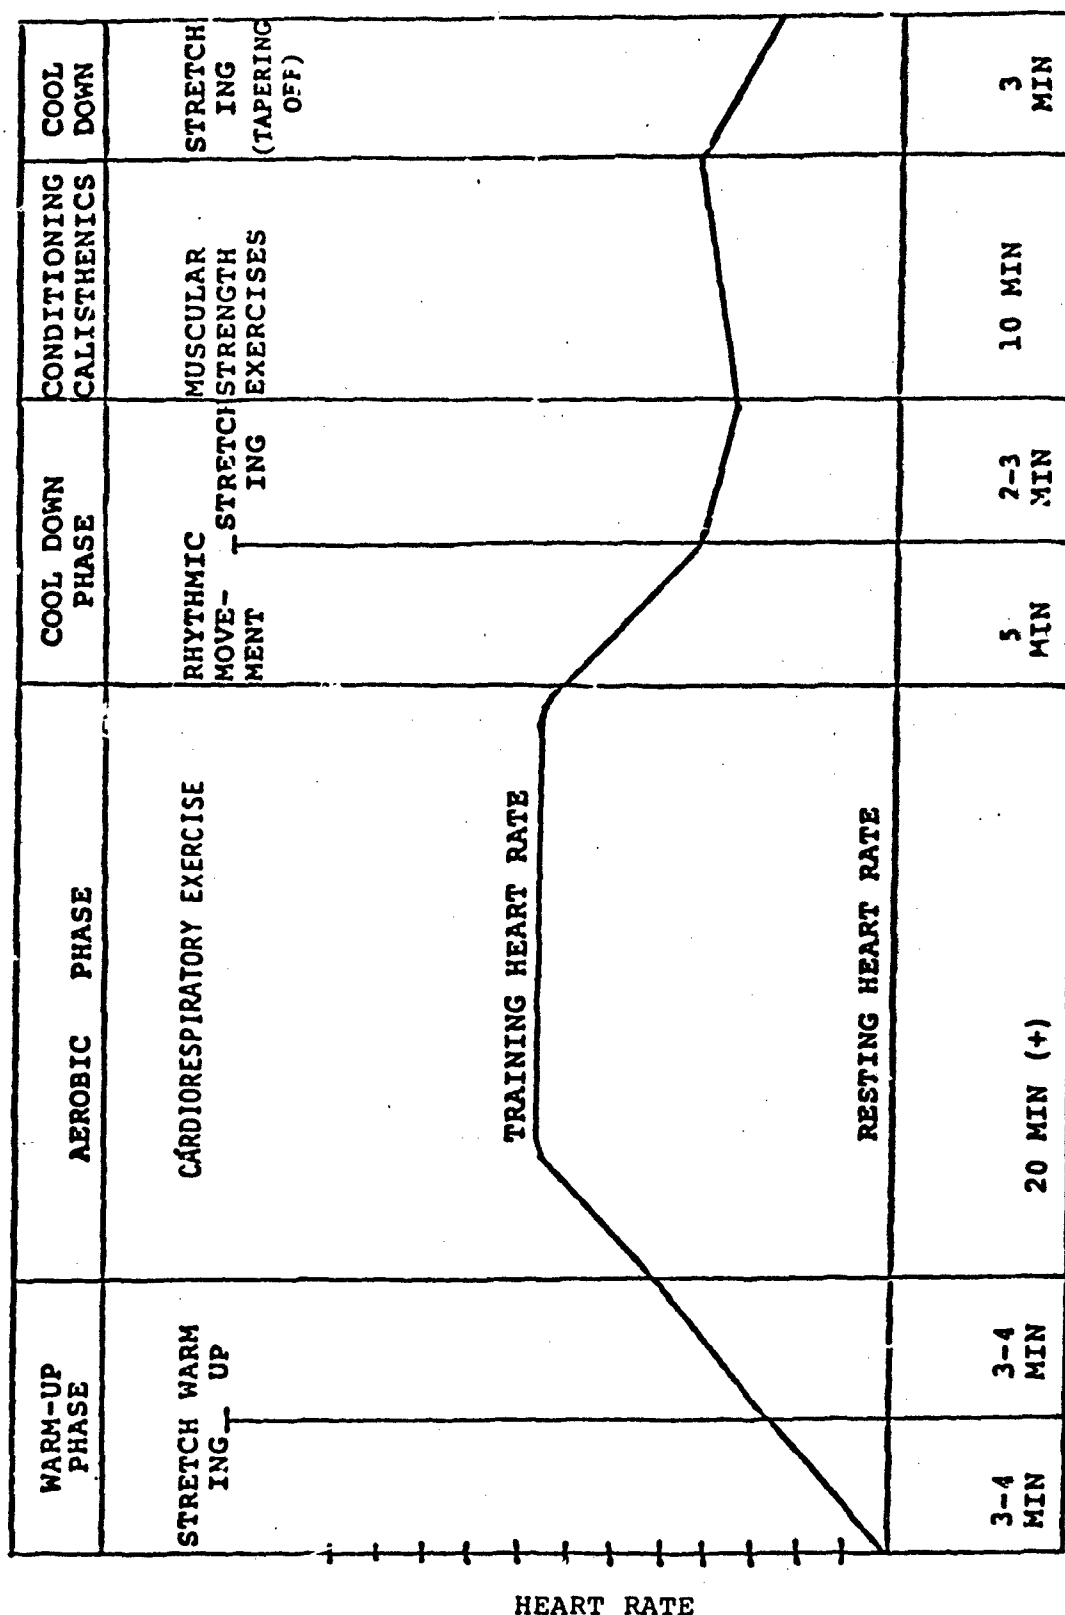 WARM-UP
PHASE
AEROBIC PHASE
COOL DOWN
PHASE
CONDITIONING
CALISTHENICS
COOL
DOWN
STRETCH
ING
WARM
UP
CARDIORESPIRATORY EXERCISE
RHYTHMIC
MOVE-
MENT
STRETCH
ING
MUSCULAR
STRENGTH
EXERCISES
STRETCH
ING
(TAPERING
OFF)
TRAINING HEART RATE
RESTING HEART RATE
3-4
MIN
3-4
MIN
20 MIN (+)
5
MIN
2-3
MIN
10 MIN
3
MIN
HEART RATE